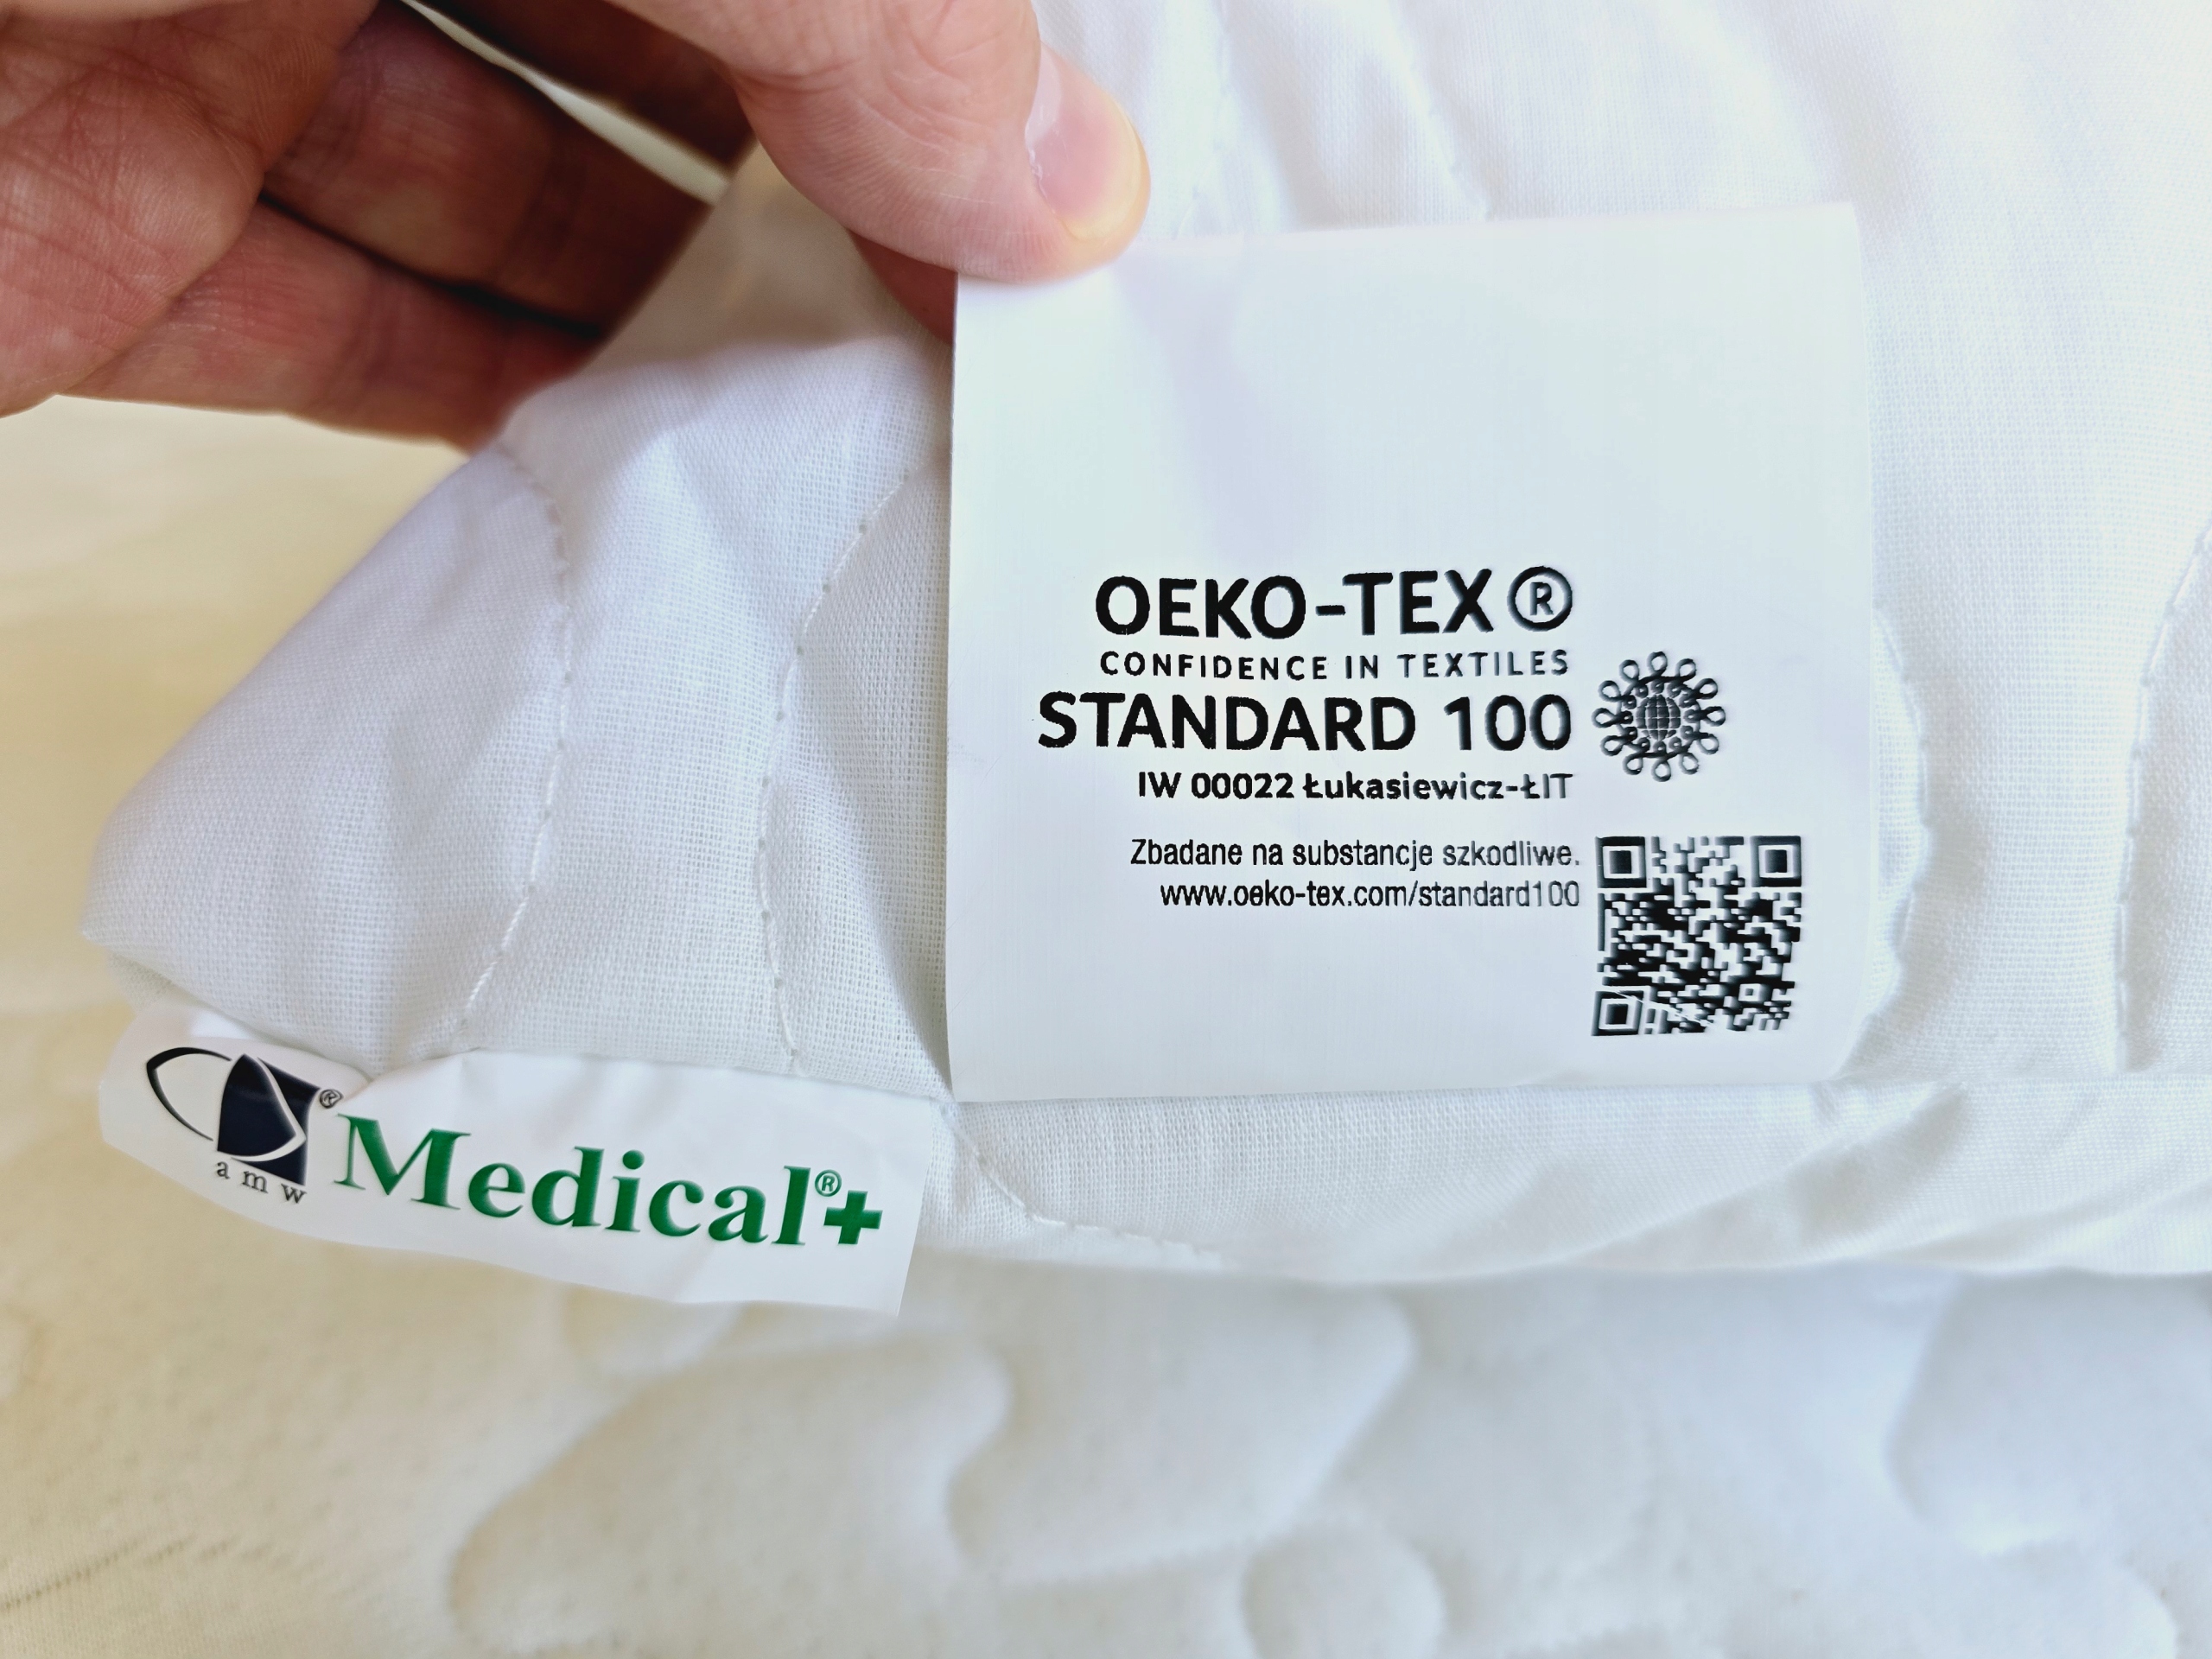 OEKO-TEX®
CONFIDENCE IN TEXTILES
STANDARD 100
IW 00022 Łukasiewicz-ŁIT
Zbadane na substancje szkodliwe.
www.oeko-tex.com/standard100
®
amw
Medical®+